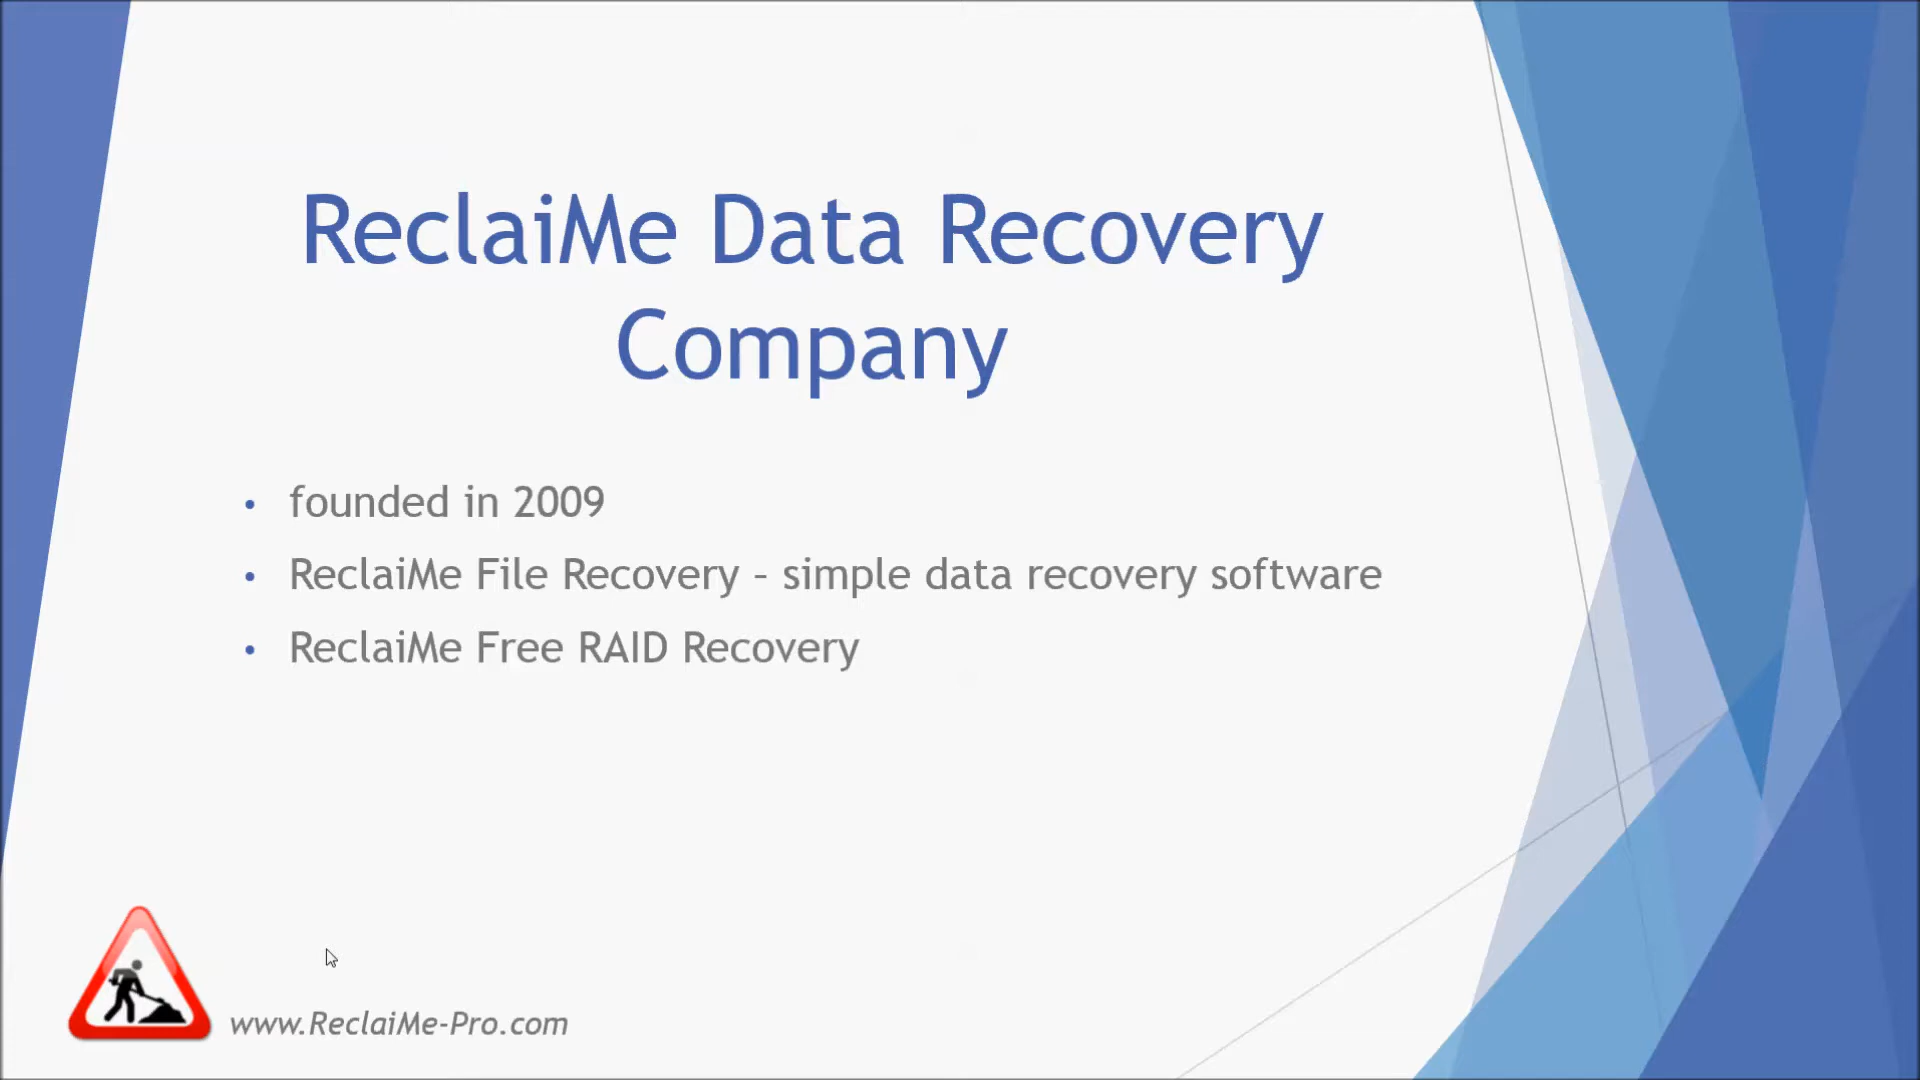 ReclaiMe Data Recovery
Company
• founded in 2009
• ReclaiMe File Recovery – simple data recovery software
• ReclaiMe Free RAID Recovery
www.ReclaiMe-Pro.com